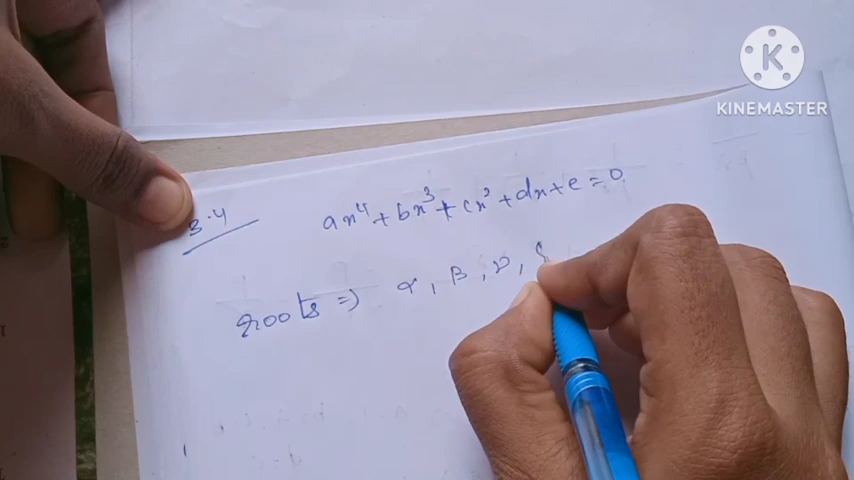 K
KINEMASTER
3.4
ax⁴+bx³+cx²+dx+e=0
roots => α, β, γ, δ